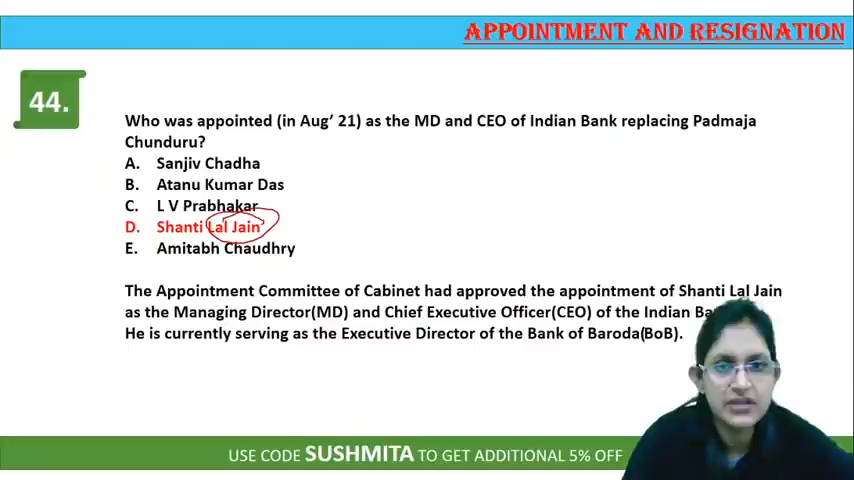 APPOINTMENT AND RESIGNATION
44.
Who was appointed (in Aug’ 21) as the MD and CEO of Indian Bank replacing Padmaja
Chunduru?
A. Sanjiv Chadha
B. Atanu Kumar Das
C. L V Prabhakar
D. Shanti Lal Jain
E. Amitabh Chaudhry
The Appointment Committee of Cabinet had approved the appointment of Shanti Lal Jain
as the Managing Director(MD) and Chief Executive Officer(CEO) of the Indian
He is currently serving as the Executive Director of the Bank of Baroda(BoB).
USE CODE SUSHMITA TO GET ADDITIONAL 5% OFF